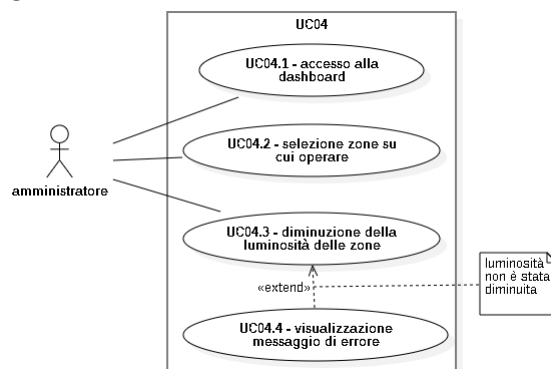 UC04
UC04.1 - accesso alla
dashboard
UC04.2 - selezione zone su
cui operare
amministratore
UC04.3 - diminuzione della
luminosità delle zone
«extend»
luminosità
non è stata
diminuita
UC04.4 - visualizzazione
messaggio di errore